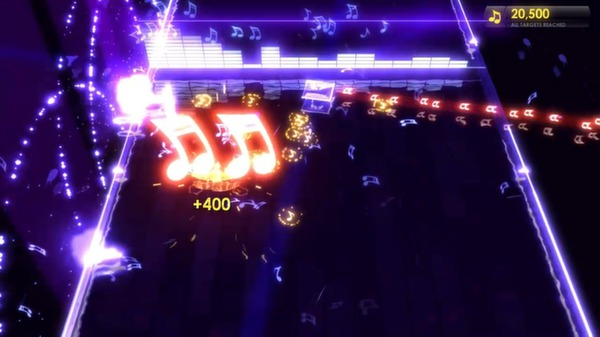 20,500
ALL TARGETS REACHED
+400